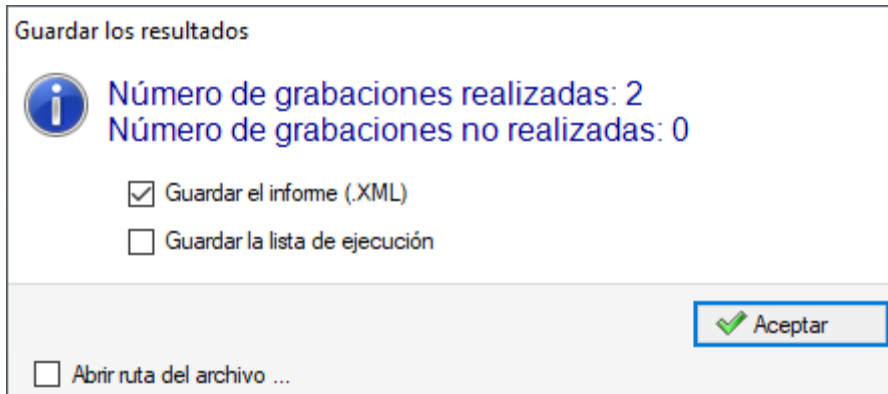 Guardar los resultados
Número de grabaciones realizadas: 2
Número de grabaciones no realizadas: 0
Guardar el informe (.XML)
Guardar la lista de ejecución
Aceptar
Abrir ruta del archivo ...